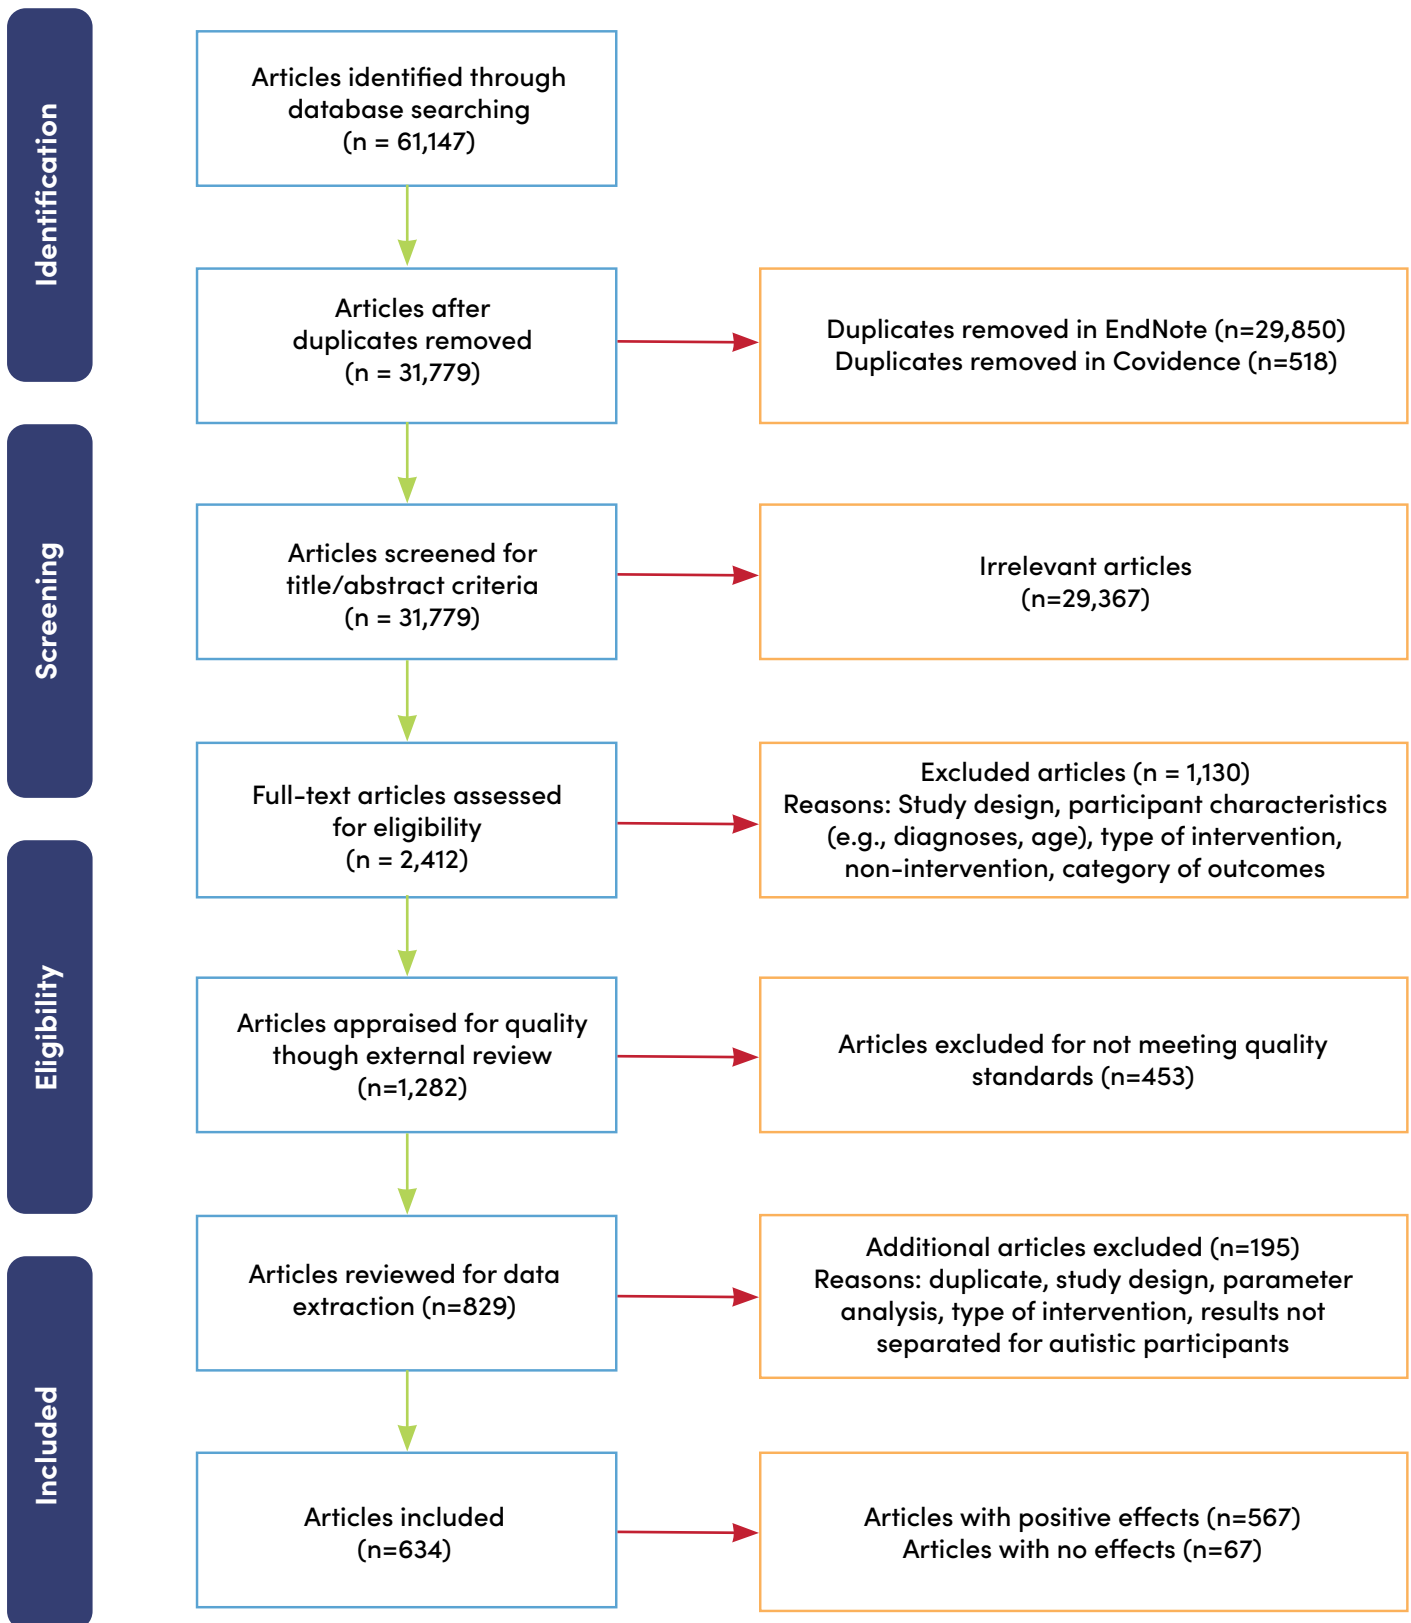 Identification
Articles identified through
database searching
(n = 61,147)
Articles after
duplicates removed
(n = 31,779)
Duplicates removed in EndNote (n=29,850)
Duplicates removed in Covidence (n=518)
Screening
Articles screened for
title/abstract criteria
(n = 31,779)
Irrelevant articles
(n=29,367)
Full-text articles assessed
for eligibility
(n = 2,412)
Excluded articles (n = 1,130)
Reasons: Study design, participant characteristics
(e.g., diagnoses, age), type of intervention,
non-intervention, category of outcomes
Eligibility
Articles appraised for quality
though external review
(n=1,282)
Articles excluded for not meeting quality
standards (n=453)
Articles reviewed for data
extraction (n=829)
Additional articles excluded (n=195)
Reasons: duplicate, study design, parameter
analysis, type of intervention, results not
separated for autistic participants
Included
Articles included
(n=634)
Articles with positive effects (n=567)
Articles with no effects (n=67)